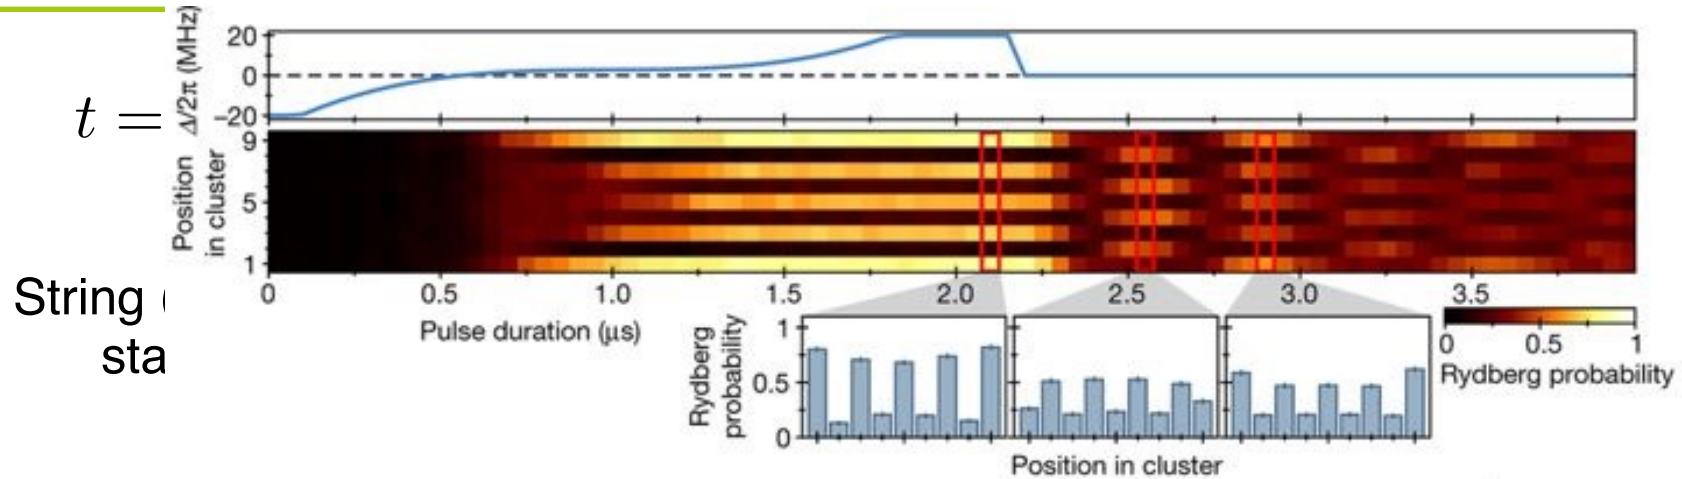 Δ/2π (MHz)
20
0
−20
t =
Position
in cluster
9
5
1
0 0.5 1.0 1.5 2.0 2.5 3.0 3.5
String (
sta
Pulse duration (μs)
Rydberg
probability
1
0.5
0
Position in cluster
0 0.5 1
Rydberg probability